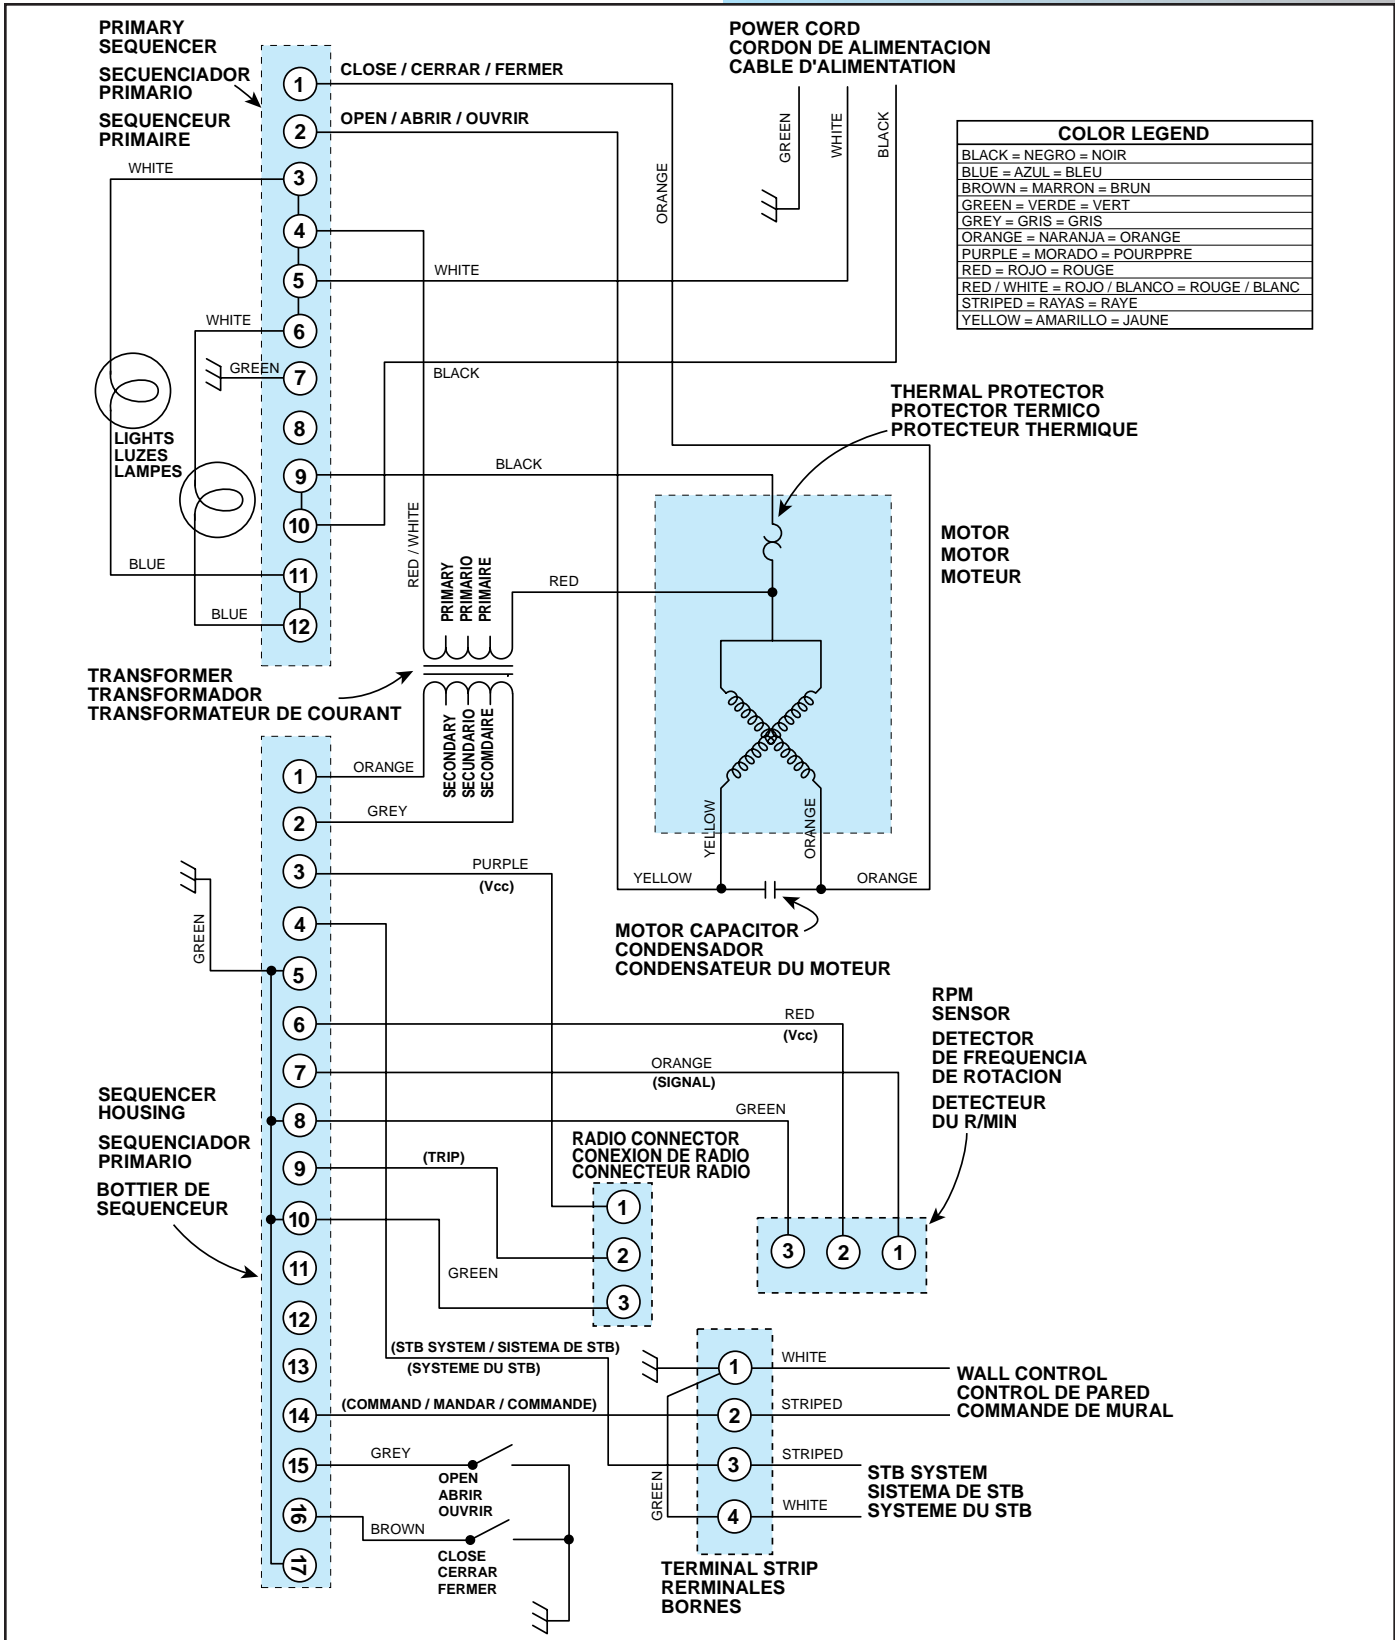 PRIMARY
SEQUENCER
SECUENCIADOR
PRIMARIO
SEQUENCEUR
PRIMAIRE
1
2
3
4
5
6
7
8
9
10
11
12
CLOSE / CERRAR / FERMER
OPEN / ABRIR / OUVRIR
WHITE
WHITE
GREEN
LIGHTS
LUZES
LAMPES
BLUE
BLUE
WHITE
BLACK
BLACK
RED / WHITE
ORANGE
POWER CORD
CORDON DE ALIMENTACION
CABLE D'ALIMENTATION
GREEN
WHITE
BLACK
COLOR LEGEND
BLACK = NEGRO = NOIR
BLUE = AZUL = BLEU
BROWN = MARRON = BRUN
GREEN = VERDE = VERT
GREY = GRIS = GRIS
ORANGE = NARANJA = ORANGE
PURPLE = MORADO = POURPPRE
RED = ROJO = ROUGE
RED / WHITE = ROJO / BLANCO = ROUGE / BLANC
STRIPED = RAYAS = RAYE
YELLOW = AMARILLO = JAUNE
THERMAL PROTECTOR
PROTECTOR TERMICO
PROTECTEUR THERMIQUE
MOTOR
MOTOR
MOTEUR
RED
PRIMARY
PRIMARIO
PRIMAIRE
TRANSFORMER
TRANSFORMADOR
TRANSFORMATEUR DE COURANT
SECONDARY
SECUNDARIO
SECOMDAIRE
YELLOW
ORANGE
YELLOW
ORANGE
MOTOR CAPACITOR
CONDENSADOR
CONDENSATEUR DU MOTEUR
1
2
3
4
5
6
7
8
9
10
11
12
13
14
15
16
17
ORANGE
GREY
PURPLE
(Vcc)
GREEN
RED
(Vcc)
ORANGE
(SIGNAL)
GREEN
RPM
SENSOR
DETECTOR
DE FREQUENCIA
DE ROTACION
DETECTEUR
DU R/MIN
3
2
1
SEQUENCER
HOUSING
SEQUENCIADOR
PRIMARIO
BOTTIER DE
SEQUENCEUR
(TRIP)
GREEN
RADIO CONNECTOR
CONEXION DE RADIO
CONNECTEUR RADIO
1
2
3
(STB SYSTEM / SISTEMA DE STB)
(SYSTEME DU STB)
(COMMAND / MANDAR / COMMANDE)
GREY
OPEN
ABRIR
OUVRIR
BROWN
CLOSE
CERRAR
FERMER
GREEN
1
2
3
4
WHITE
STRIPED
STRIPED
WHITE
WALL CONTROL
CONTROL DE PARED
COMMANDE DE MURAL
STB SYSTEM
SISTEMA DE STB
SYSTEME DU STB
TERMINAL STRIP
RERMINALES
BORNES